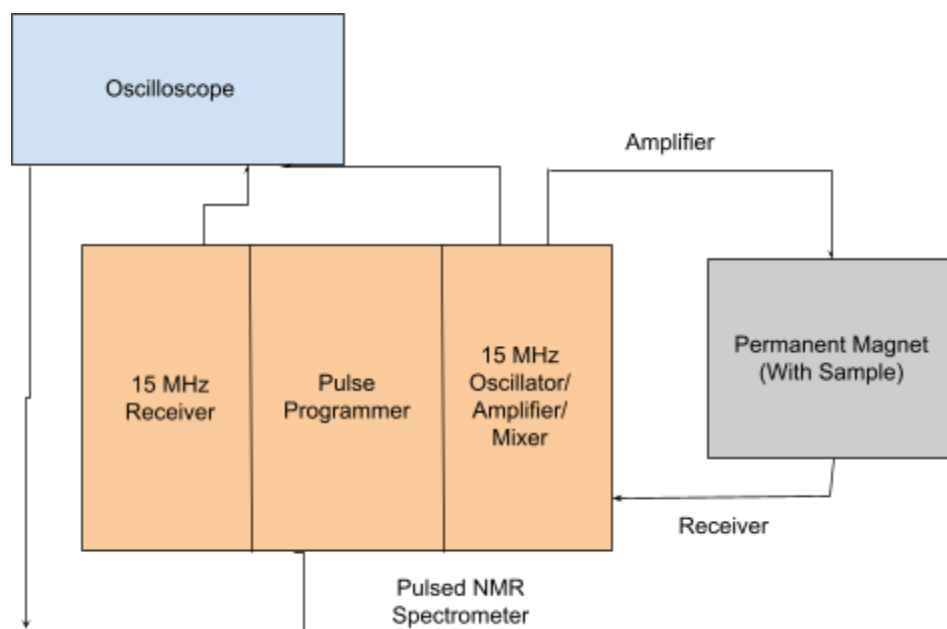 Oscilloscope
Amplifier
15 MHz
Receiver
Pulse
Programmer
15 MHz
Oscillator/
Amplifier/
Mixer
Permanent Magnet
(With Sample)
Receiver
Pulsed NMR
Spectrometer